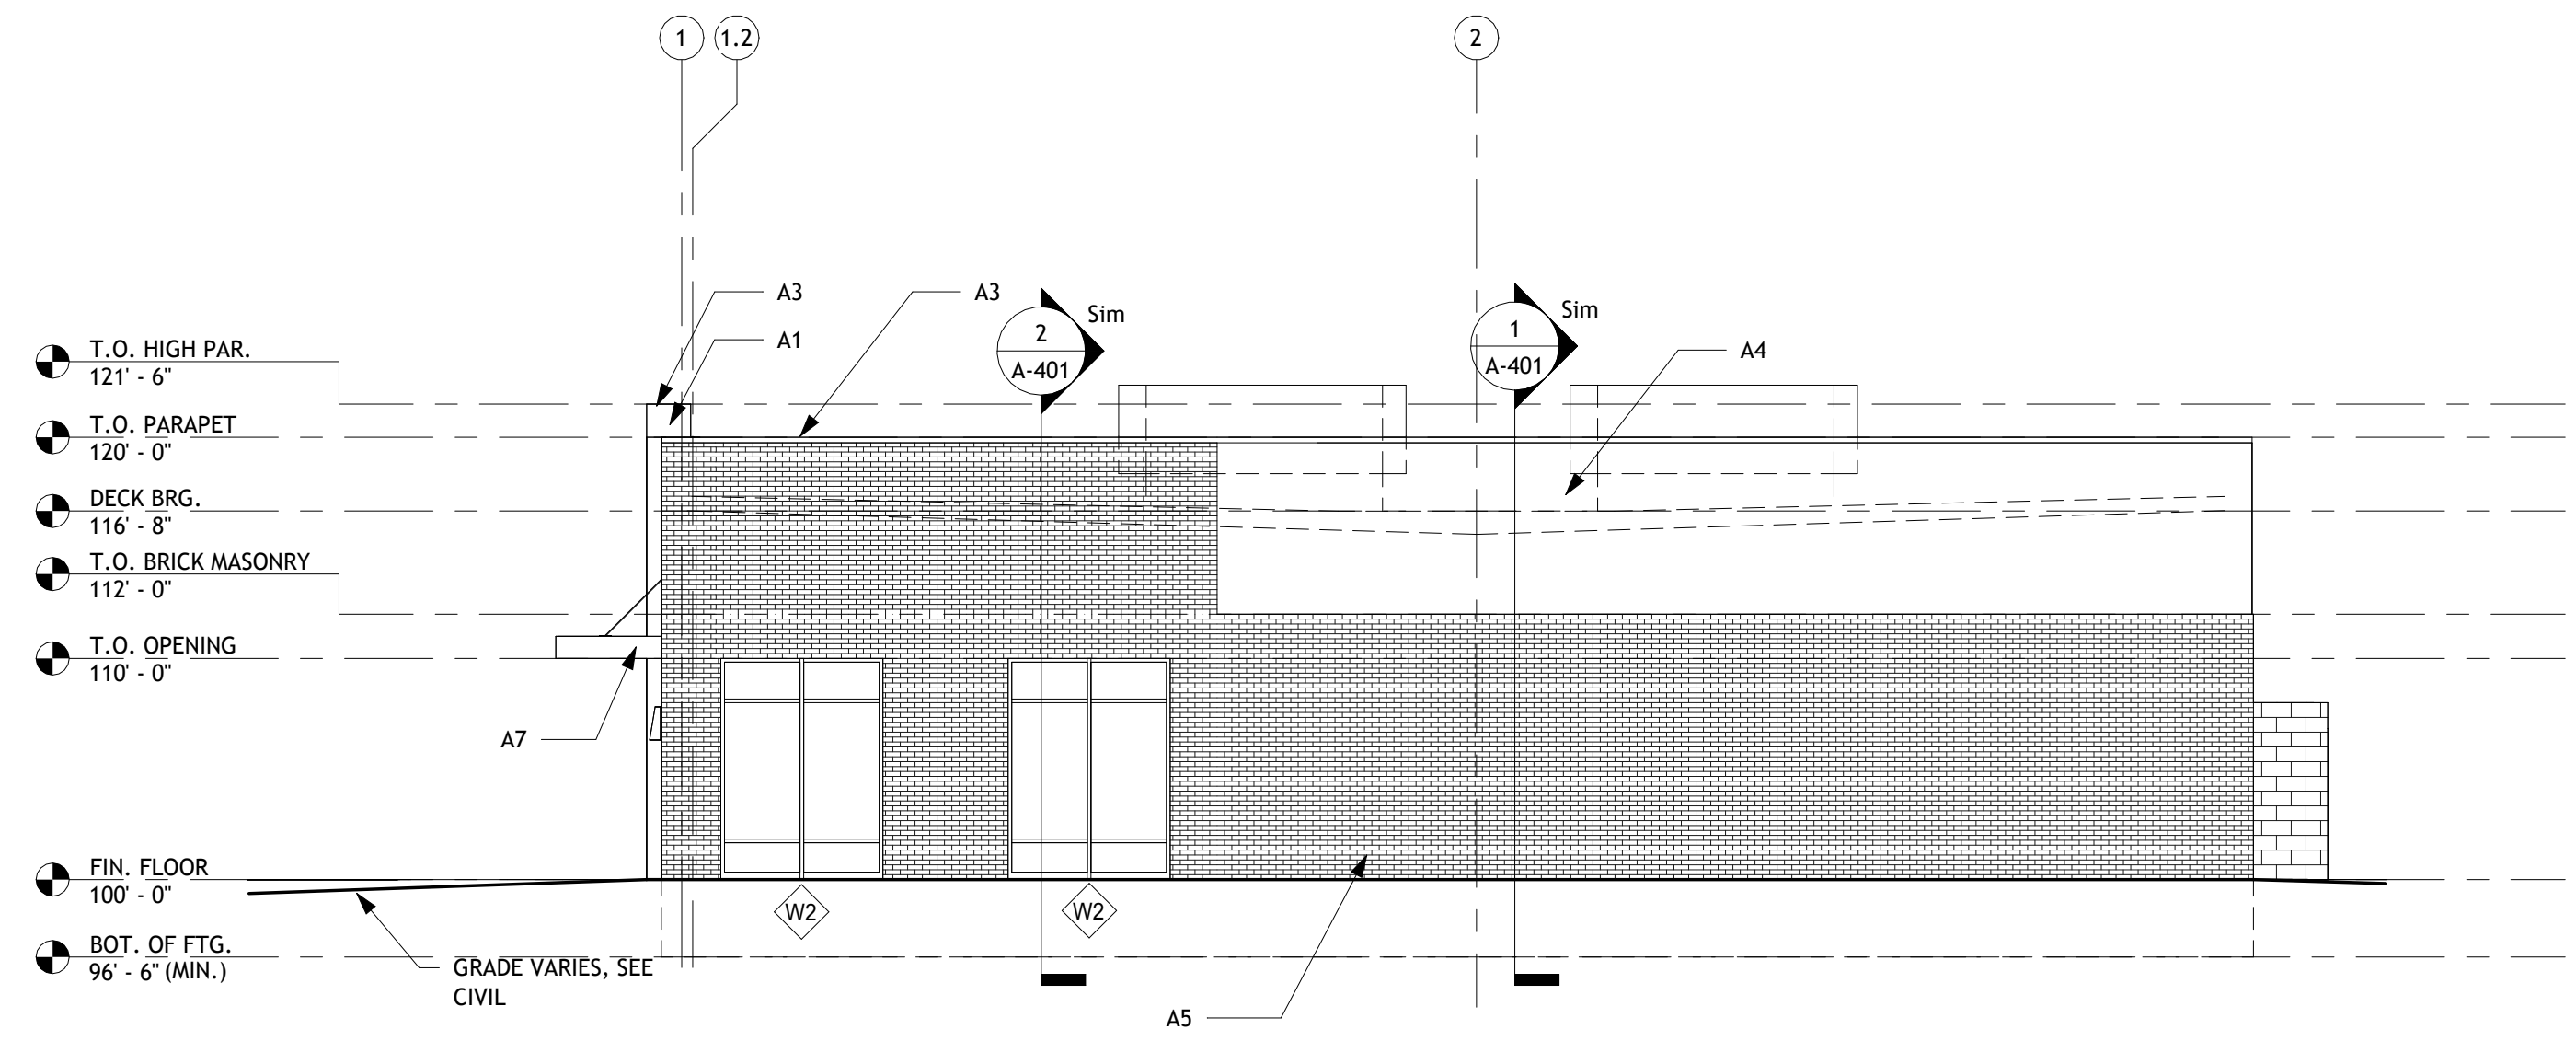 1
1.2
2
A3
A3
A1
2
A-401
Sim
1
A-401
Sim
A4
T.O. HIGH PAR.
121' - 6"
T.O. PARAPET
120' - 0"
DECK BRG.
116' - 8"
T.O. BRICK MASONRY
112' - 0"
T.O. OPENING
110' - 0"
A7
FIN. FLOOR
100' - 0"
W2
W2
BOT. OF FTG.
96' - 6" (MIN.)
GRADE VARIES, SEE
CIVIL
A5